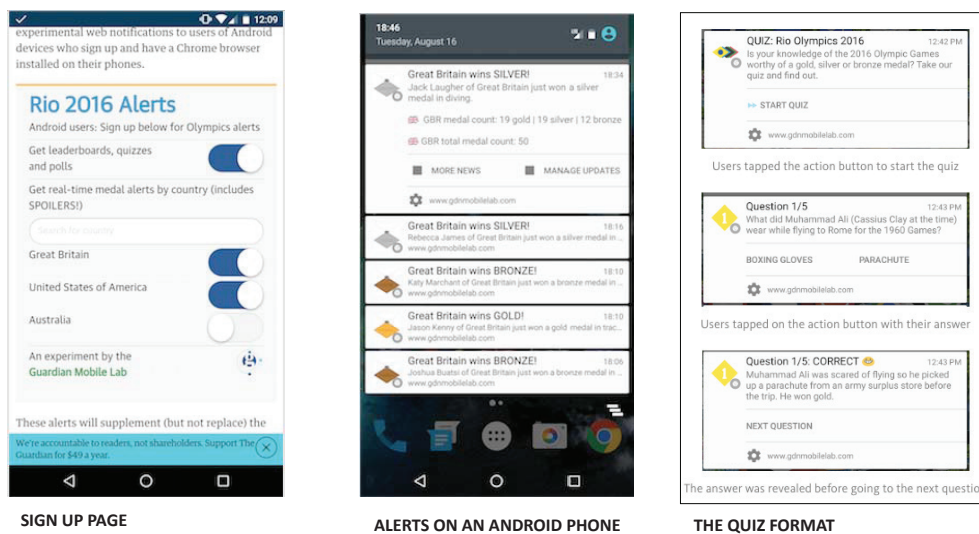 12:09
experimental web notifications to users of Android
devices who sign up and have a Chrome browser
installed on their phones.
Rio 2016 Alerts
Android users: Sign up below for Olympics alerts
Get leaderboards, quizzes
and polls
Get real-time medal alerts by country (includes
SPOILERS!)
Search for country
Great Britain
United States of America
Australia
An experiment by the
Guardian Mobile Lab
These alerts will supplement (but not replace) the
We're accountable to readers, not shareholders. Support The
Guardian for $49 a year.
SIGN UP PAGE
18:46
Tuesday, August 16
Great Britain wins SILVER! 18:34
Jack Laugher of Great Britain just won a silver
medal in diving.
GBR medal count: 19 gold | 19 silver | 12 bronze
GBR total medal count: 50
MORE NEWS MANAGE UPDATES
www.gdnmobilelab.com
Great Britain wins SILVER! 18:16
Rebecca James of Great Britain just won a silver medal in ...
www.gdnmobilelab.com
Great Britain wins BRONZE! 18:10
Katy Marchant of Great Britain just won a bronze medal in ...
www.gdnmobilelab.com
Great Britain wins GOLD! 18:10
Jason Kenny of Great Britain just won a gold medal in trac...
www.gdnmobilelab.com
Great Britain wins BRONZE! 18:06
Joshua Buatsi of Great Britain just won a bronze medal in ...
www.gdnmobilelab.com
ALERTS ON AN ANDROID PHONE
QUIZ: Rio Olympics 2016 12:42 PM
Is your knowledge of the 2016 Olympic Games
worthy of a gold, silver or bronze medal? Take our
quiz and find out.
START QUIZ
www.gdnmobilelab.com
Users tapped the action button to start the quiz
1
Question 1/5 12:43 PM
What did Muhammad Ali (Cassius Clay at the time)
wear while flying to Rome for the 1960 Games?
BOXING GLOVES PARACHUTE
www.gdnmobilelab.com
Users tapped on the action button with their answer
1
Question 1/5: CORRECT 😁 12:43 PM
Muhammad Ali was scared of flying so he picked
up a parachute from an army surplus store before
the trip. He won gold.
NEXT QUESTION
www.gdnmobilelab.com
The answer was revealed before going to the next questio
THE QUIZ FORMAT